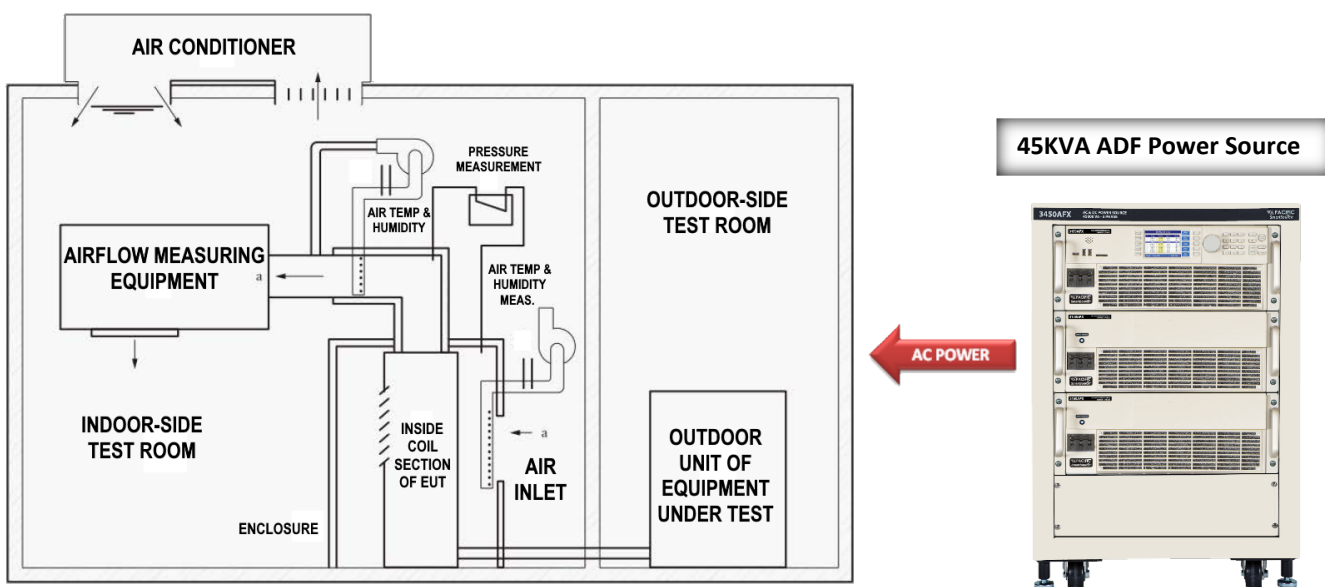 AIR CONDITIONER
PRESSURE
MEASUREMENT
AIR TEMP &
HUMIDITY
OUTDOOR-SIDE
TEST ROOM
AIRFLOW MEASURING
EQUIPMENT
a
AIR TEMP &
HUMIDITY
MEAS.
INDOOR-SIDE
TEST ROOM
INSIDE
COIL
SECTION
OF EUT
a
AIR
INLET
OUTDOOR
UNIT OF
EQUIPMENT
UNDER TEST
ENCLOSURE
AC POWER
45KVA ADF Power Source
3450AFX
PACIFIC